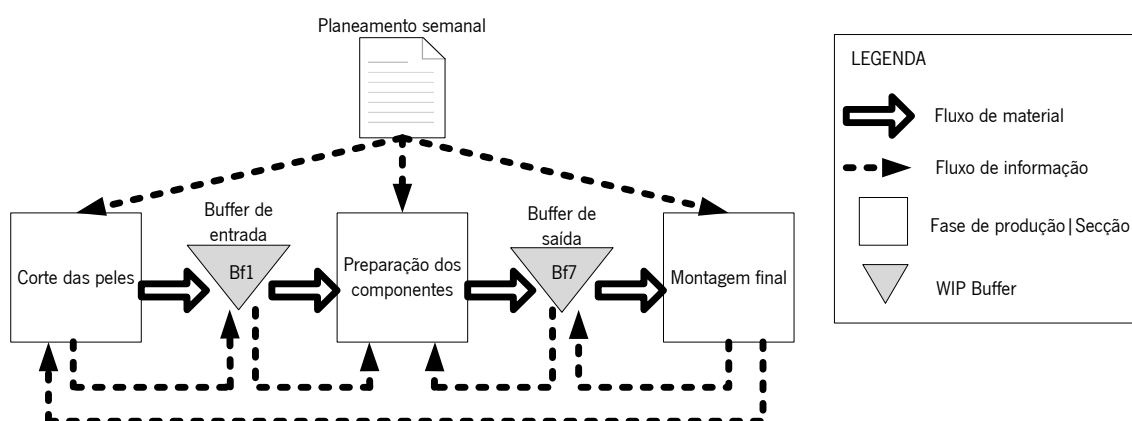 Planeamento semanal
LEGENDA
Fluxo de material
Fluxo de informação
Fase de produção|Secção
WIP Buffer
Buffer de
entrada
Buffer de
saída
Corte das peles
Bf1
Preparação dos
componentes
Bf7
Montagem final